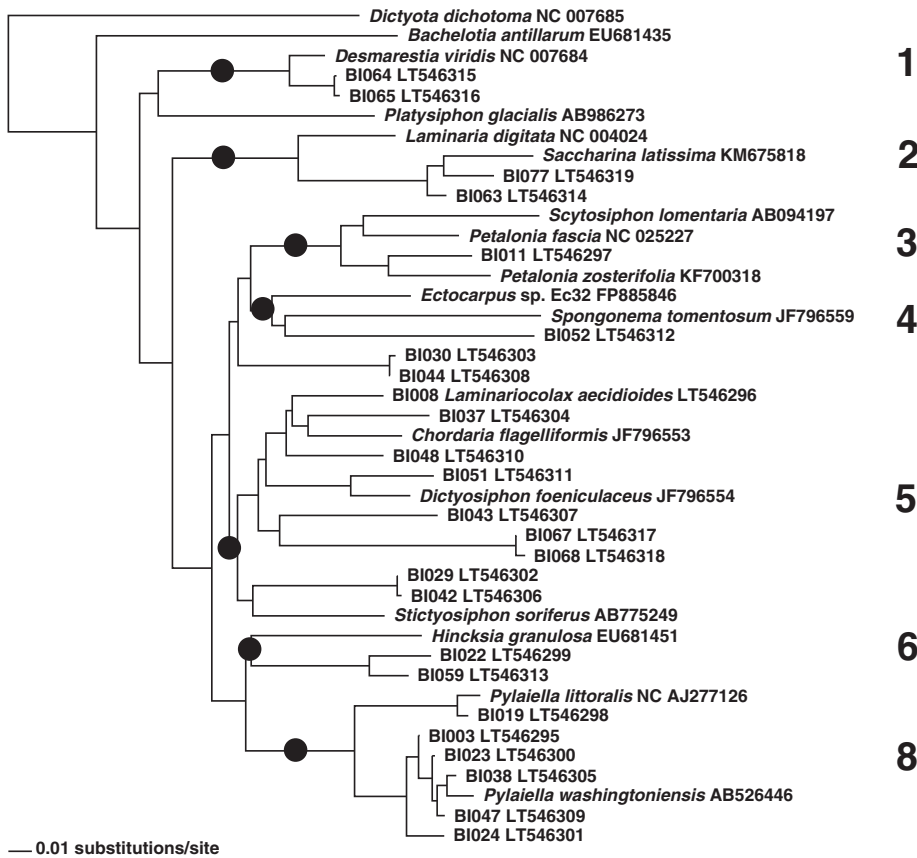 Dictyota dichotoma NC 007685
Bachelotia antillarum EU681435
Desmarestia viridis NC 007684
1
BI064 LT546315
BI065 LT546316
Platysiphon glacialis AB986273
Laminaria digitata NC 004024
Saccharina latissima KM675818
2
BI077 LT546319
BI063 LT546314
Scytosiphon lomentaria AB094197
Petalonia fascia NC 025227
3
BI011 LT546297
Petalonia zosterifolia KF700318
Ectocarpus sp. Ec32 FP885846
Spongonema tomentosum JF796559
4
BI052 LT546312
BI030 LT546303
BI044 LT546308
BI008 Laminariocolax aecidioides LT546296
BI037 LT546304
Chordaria flagelliformis JF796553
BI048 LT546310
BI051 LT546311
Dictyosiphon foeniculaceus JF796554
5
BI043 LT546307
BI067 LT546317
BI068 LT546318
BI029 LT546302
BI042 LT546306
Stictyosiphon soriferus AB775249
Hincksia granulosa EU681451
6
BI022 LT546299
BI059 LT546313
Pylaiella littoralis NC AJ277126
BI019 LT546298
BI003 LT546295
BI023 LT546300
8
BI038 LT546305
Pylaiella washingtoniensis AB526446
BI047 LT546309
BI024 LT546301
0.01 substitutions/site